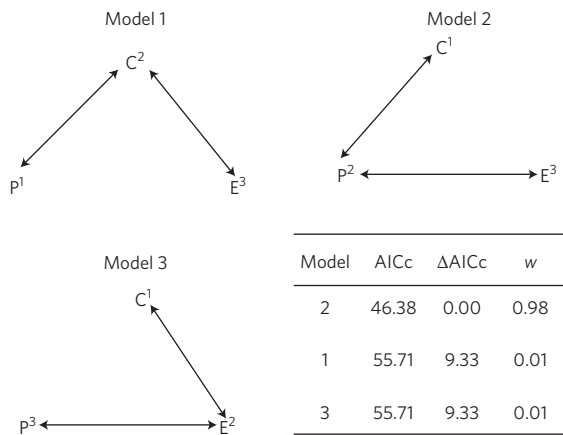 Model 1
C²
P¹
E³
Model 2
C¹
P²
E³
Model 3
C¹
P³
E²
Model AICc ΔAICc w
2 46.38 0.00 0.98
1 55.71 9.33 0.01
3 55.71 9.33 0.01